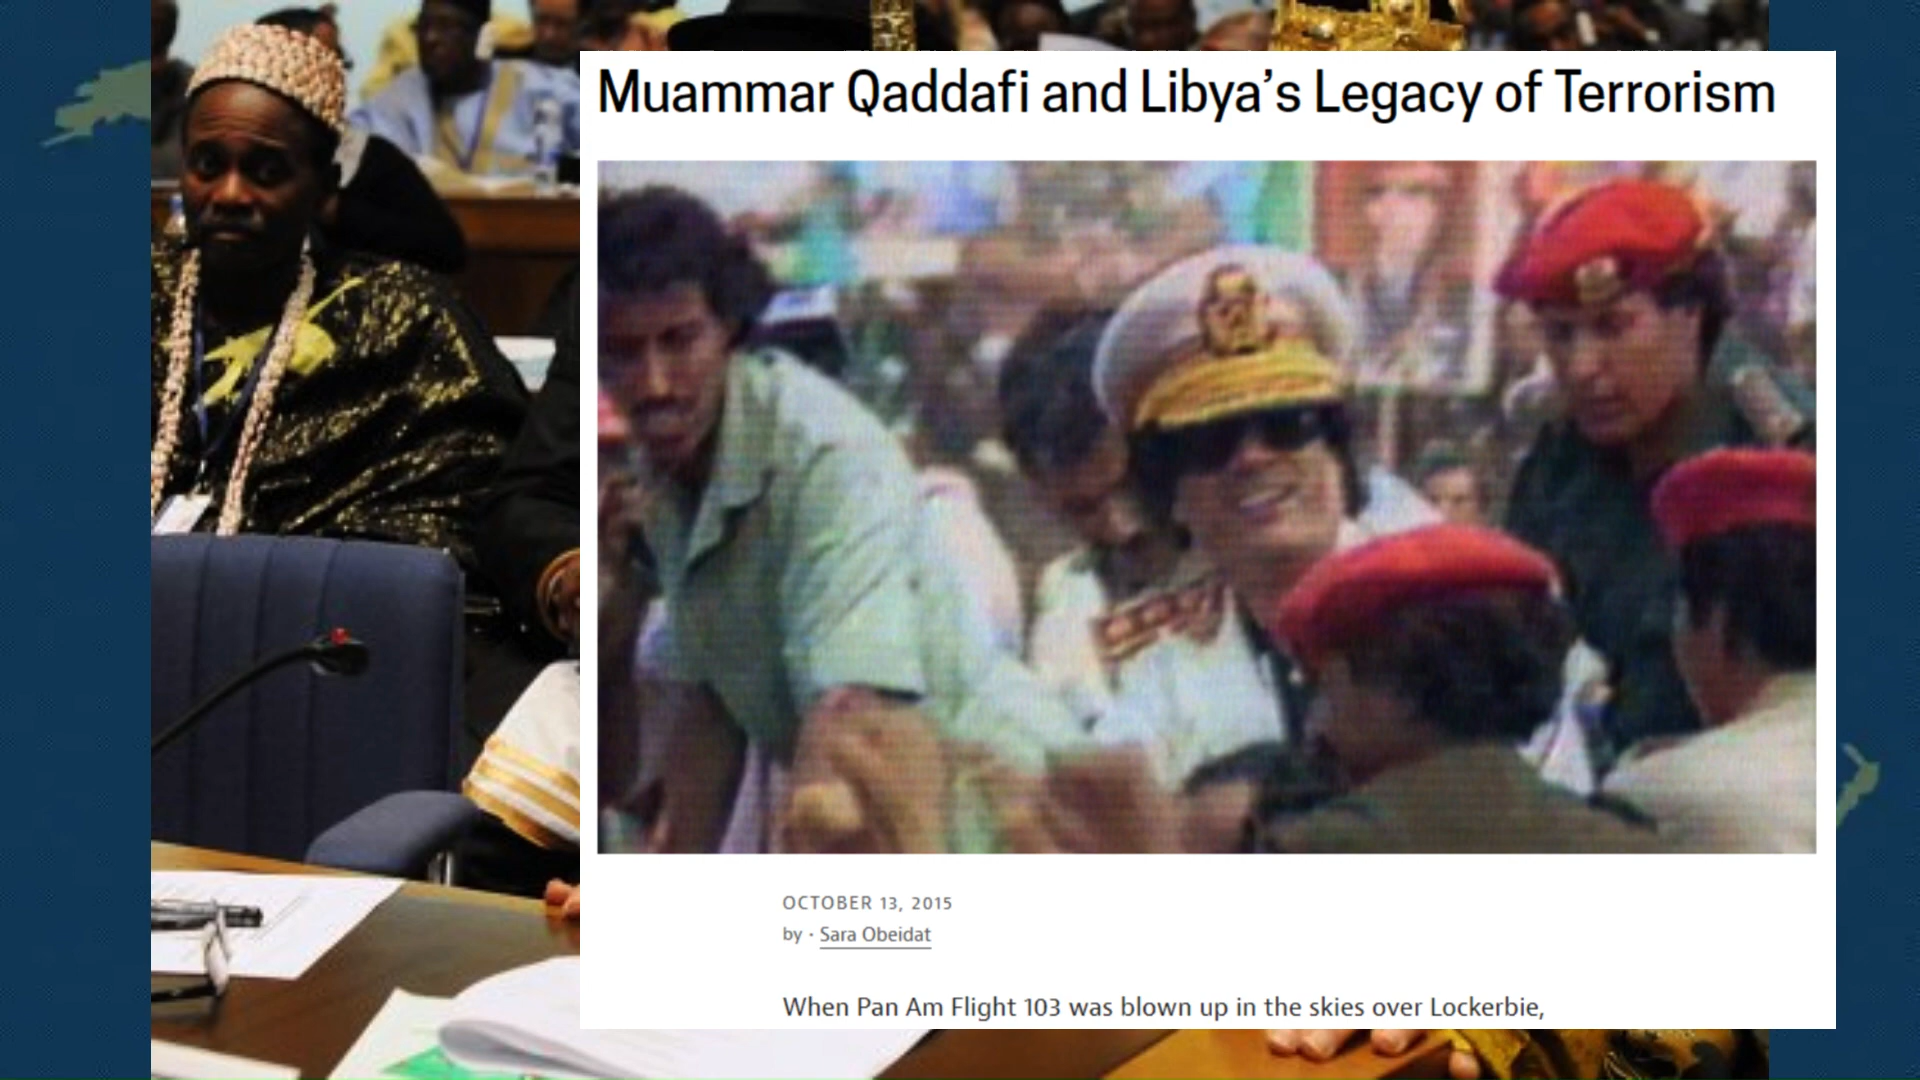 Muammar Qaddafi and Libya’s Legacy of Terrorism
OCTOBER 13, 2015
by · Sara Obeidat
When Pan Am Flight 103 was blown up in the skies over Lockerbie,